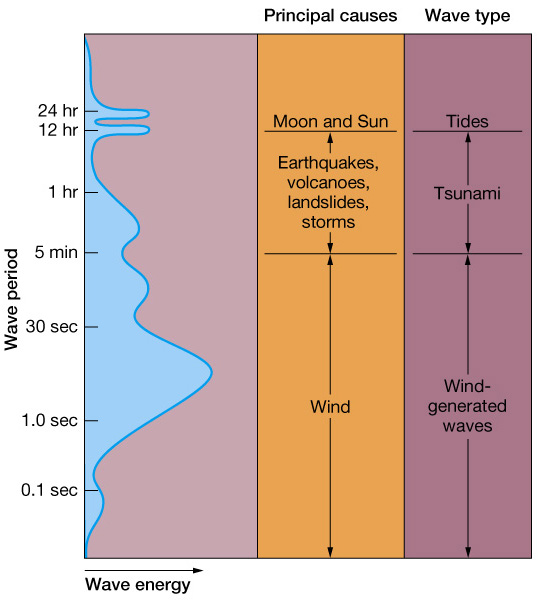 Principal causes
Wave type
24 hr
12 hr
Moon and Sun
Tides
Earthquakes,
volcanoes,
landslides,
storms
Tsunami
1 hr
5 min
Wave period
30 sec
Wind
Wind-
generated
waves
1.0 sec
0.1 sec
Wave energy